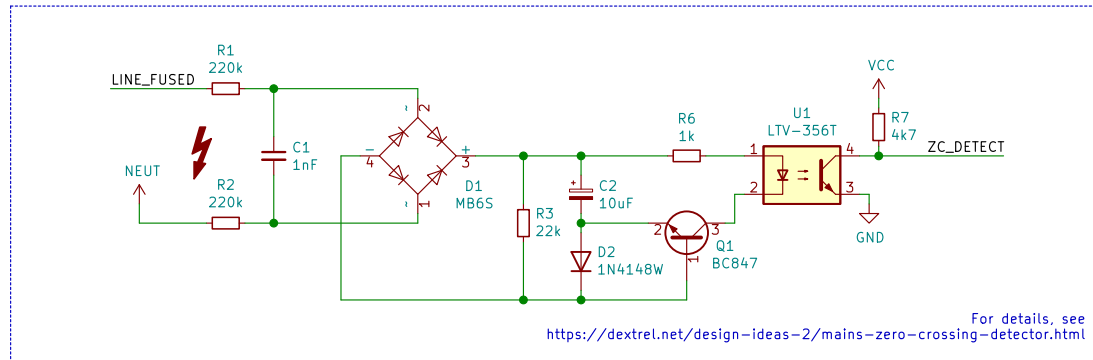 R1
220k
LINE_FUSED
NEUT
R2
220k
C1
1nF
~
2
-
4
+
3
~
1
D1
MB6S
R3
22k
C2
10uF
+
D2
1N4148W
R6
1k
2
3
1
Q1
BC847
U1
LTV-356T
1
2
4
3
VCC
R7
4k7
ZC_DETECT
GND
For details, see
https://dextrel.net/design-ideas-2/mains-zero-crossing-detector.html